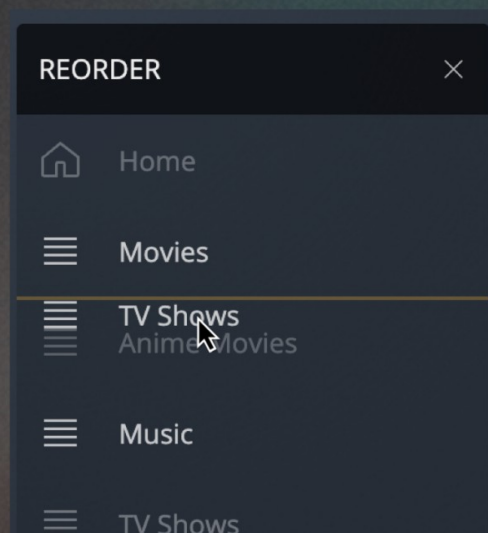 REORDER
Home
Movies
TV Shows
Anime Movies
Music
TV Shows